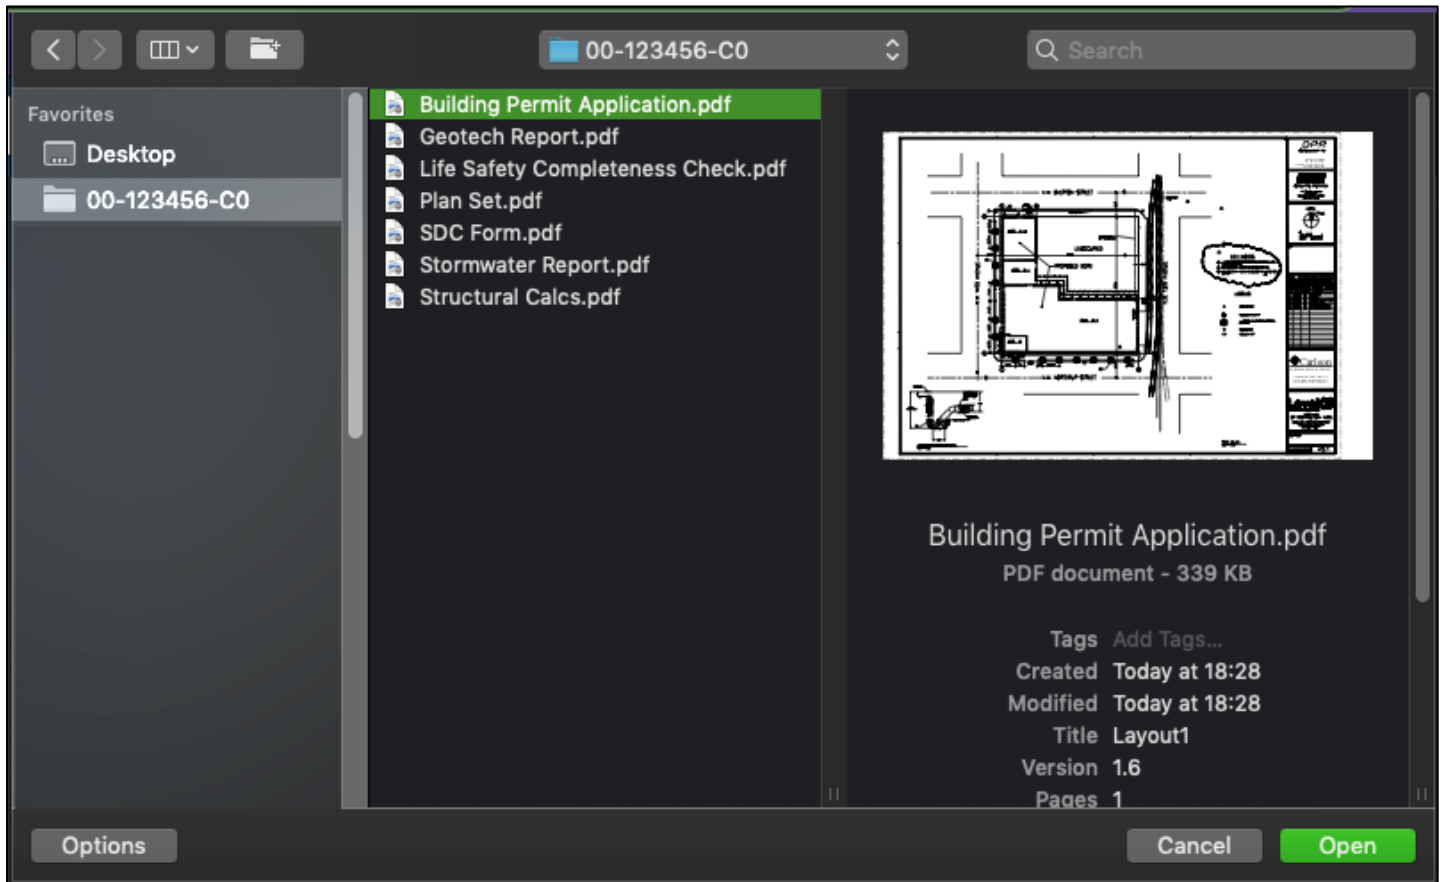 00-123456-C0
Search
Favorites
Desktop
00-123456-C0
Building Permit Application.pdf
Geotech Report.pdf
Life Safety Completeness Check.pdf
Plan Set.pdf
SDC Form.pdf
Stormwater Report.pdf
Structural Calcs.pdf
Carlson
Building Permit Application.pdf
PDF document - 339 KB
Tags Add Tags...
Created Today at 18:28
Modified Today at 18:28
Title Layout1
Version 1.6
Pages 1
Options
Cancel
Open